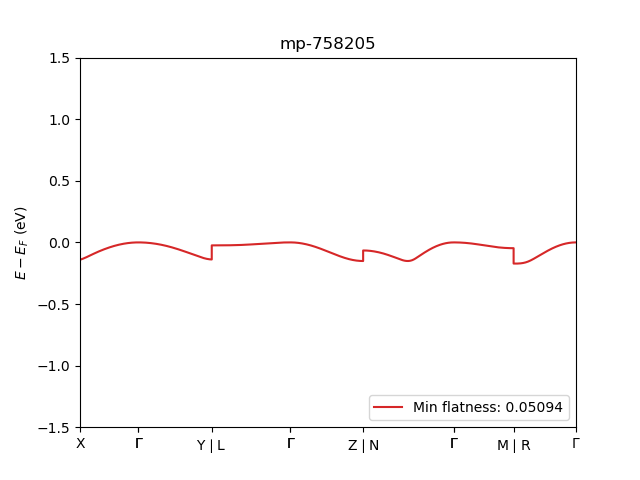 mp-758205
E − E_F (eV)
1.5
1.0
0.5
0.0
−0.5
−1.0
−1.5
Min flatness: 0.05094
X Γ Y | L Γ Z | N Γ M | R Γ